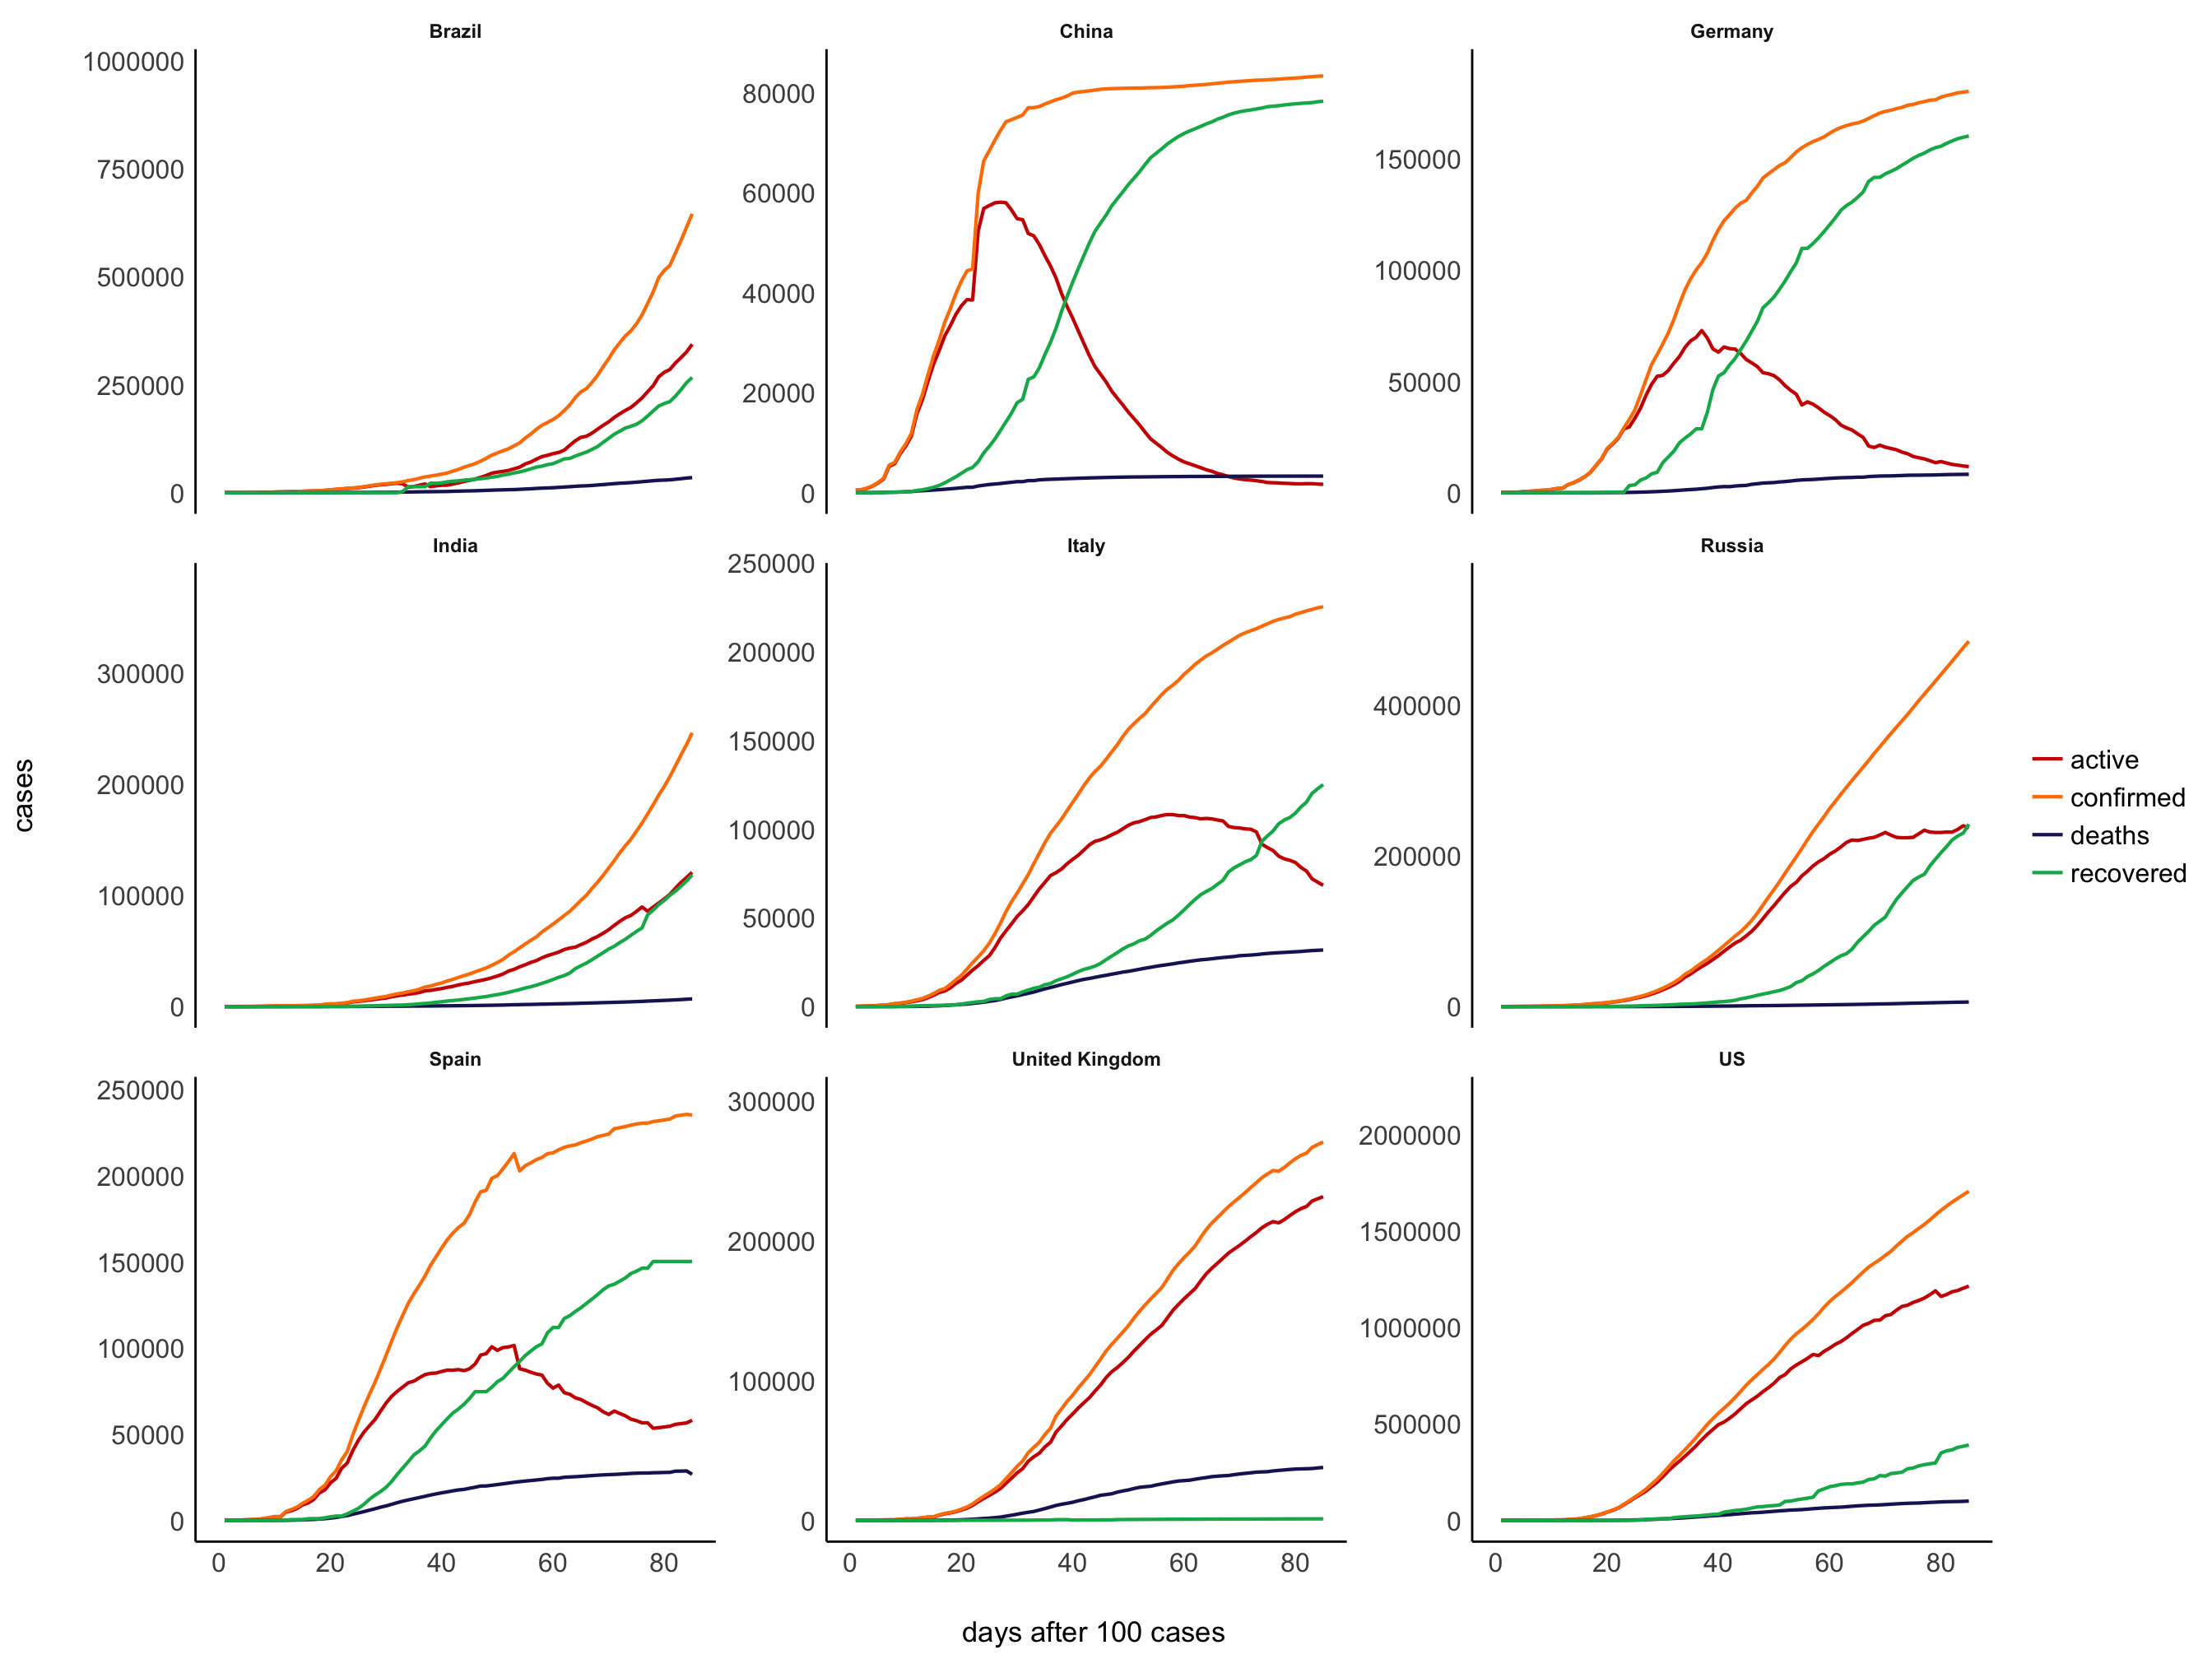 Brazil
China
Germany
1000000
750000
500000
250000
0
80000
60000
40000
20000
0
150000
100000
50000
0
India
Italy
Russia
300000
200000
100000
0
250000
200000
150000
100000
50000
0
400000
200000
0
Spain
United Kingdom
US
250000
200000
150000
100000
50000
0
300000
200000
100000
0
2000000
1500000
1000000
500000
0
0 20 40 60 80
0 20 40 60 80
0 20 40 60 80
cases
days after 100 cases
active
confirmed
deaths
recovered